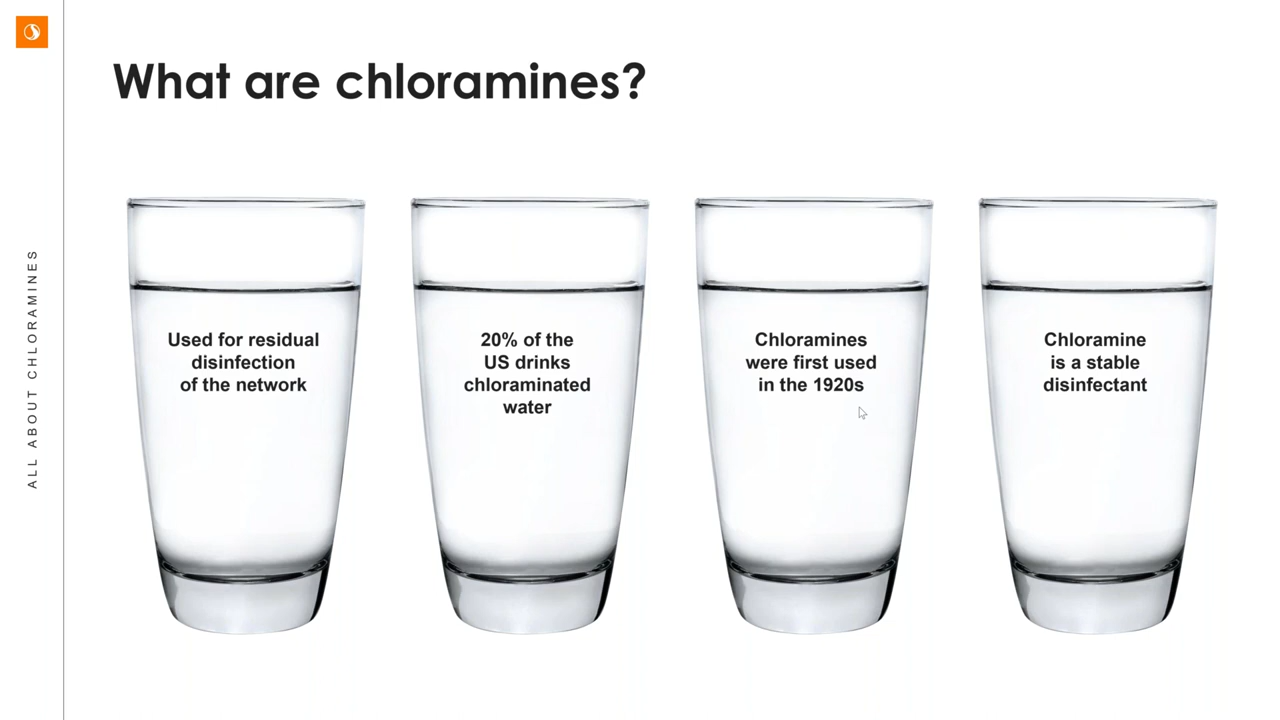 What are chloramines?
ALL ABOUT CHLORAMINES
Used for residual
disinfection
of the network
20% of the
US drinks
chloraminated
water
Chloramines
were first used
in the 1920s
Chloramine
is a stable
disinfectant